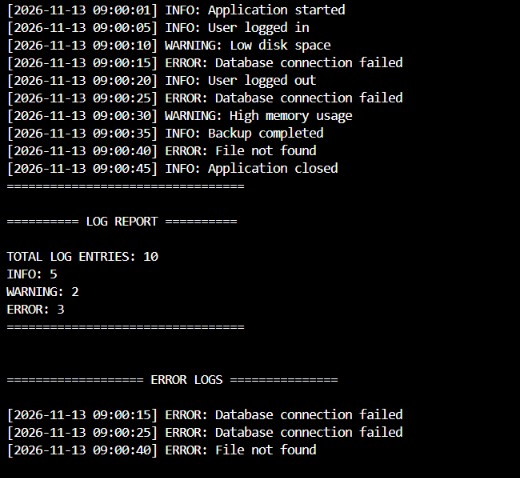 [2026-11-13 09:00:01] INFO: Application started
[2026-11-13 09:00:05] INFO: User logged in
[2026-11-13 09:00:10] WARNING: Low disk space
[2026-11-13 09:00:15] ERROR: Database connection failed
[2026-11-13 09:00:20] INFO: User logged out
[2026-11-13 09:00:25] ERROR: Database connection failed
[2026-11-13 09:00:30] WARNING: High memory usage
[2026-11-13 09:00:35] INFO: Backup completed
[2026-11-13 09:00:40] ERROR: File not found
[2026-11-13 09:00:45] INFO: Application closed
=================================
========== LOG REPORT ==========
TOTAL LOG ENTRIES: 10
INFO: 5
WARNING: 2
ERROR: 3
=================================
=================== ERROR LOGS ===============
[2026-11-13 09:00:15] ERROR: Database connection failed
[2026-11-13 09:00:25] ERROR: Database connection failed
[2026-11-13 09:00:40] ERROR: File not found